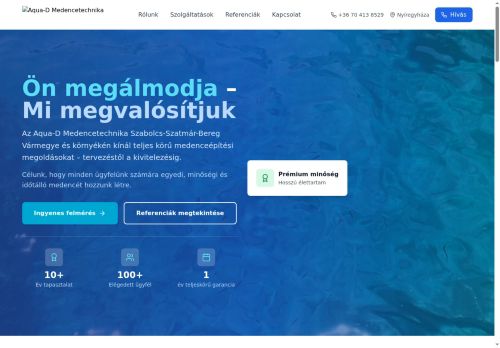 Aqua-D Medencetechnika
Rólunk Szolgáltatások Referenciák Kapcsolat
+36 70 413 8529 Nyíregyháza Hívás
Ön megálmodja –
Mi megvalósítjuk
Az Aqua-D Medencetechnika Szabolcs-Szatmár-Bereg
Vármegye és környékén kínál teljes körű medenceépítési
megoldásokat – tervezéstől a kivitelezésig.
Célunk, hogy minden ügyfelünk számára egyedi, minőségi és
időtálló medencét hozzunk létre.
Prémium minőség
Hosszú élettartam
Ingyenes felmérés → Referenciák megtekintése
10+ 100+ 1
Év tapasztalat Elégedett ügyfél év teljeskörű garancia